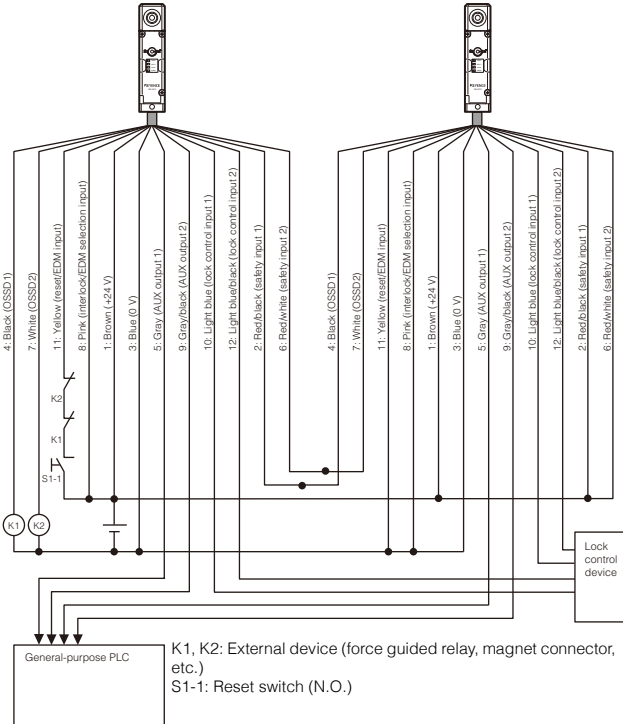 KEYENCE
KEYENCE
4: Black (OSSD1)
7: White (OSSD2)
11: Yellow (reset/EDM input)
8: Pink (interlock/EDM selection input)
1: Brown (+24 V)
3: Blue (0 V)
5: Gray (AUX output 1)
9: Gray/black (AUX output 2)
10: Light blue (lock control input 1)
12: Light blue/black (lock control input 2)
2: Red/black (safety input 1)
6: Red/white (safety input 2)
4: Black (OSSD1)
7: White (OSSD2)
11: Yellow (reset/EDM input)
8: Pink (interlock/EDM selection input)
1: Brown (+24 V)
3: Blue (0 V)
5: Gray (AUX output 1)
9: Gray/black (AUX output 2)
10: Light blue (lock control input 1)
12: Light blue/black (lock control input 2)
2: Red/black (safety input 1)
6: Red/white (safety input 2)
K2
K1
S1-1
K1
K2
Lock
control
device
General-purpose PLC
K1, K2: External device (force guided relay, magnet connector,
etc.)
S1-1: Reset switch (N.O.)